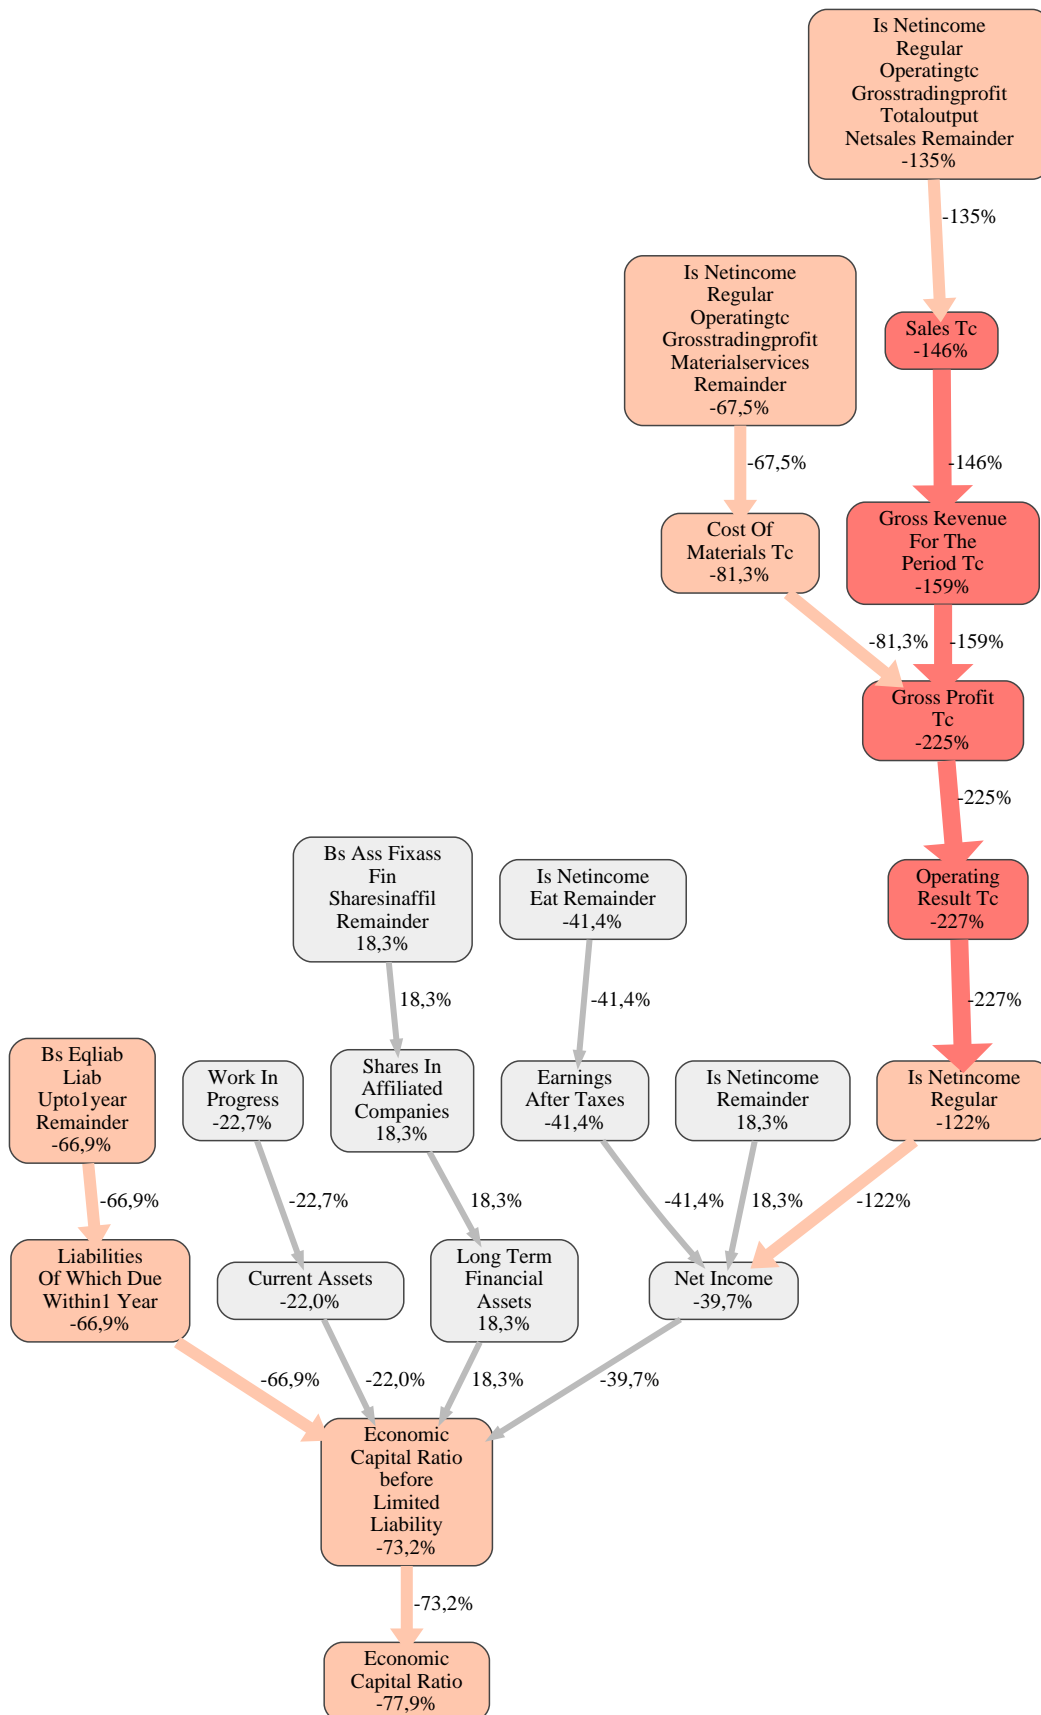 Is Netincome
Regular
Operatingtc
Grosstradingprofit
Totaloutput
Netsales Remainder
-135%
-135%
Is Netincome
Regular
Operatingtc
Grosstradingprofit
Materialservices
Remainder
-67,5%
Sales Tc
-146%
-67,5%
-146%
Cost Of
Materials Tc
-81,3%
Gross Revenue
For The
Period Tc
-159%
-81,3%
-159%
Gross Profit
Tc
-225%
-225%
Bs Ass Fixass
Fin
Sharesinaffil
Remainder
18,3%
Is Netincome
Eat Remainder
-41,4%
Operating
Result Tc
-227%
18,3%
-41,4%
-227%
Bs Eqliab
Liab
Upto1year
Remainder
-66,9%
Work In
Progress
-22,7%
Shares In
Affiliated
Companies
18,3%
Earnings
After Taxes
-41,4%
Is Netincome
Remainder
18,3%
Is Netincome
Regular
-122%
-66,9%
-22,7%
18,3%
-41,4%
18,3%
-122%
Liabilities
Of Which Due
Within1 Year
-66,9%
Current Assets
-22,0%
Long Term
Financial
Assets
18,3%
Net Income
-39,7%
-66,9%
-22,0%
18,3%
-39,7%
Economic
Capital Ratio
before
Limited
Liability
-73,2%
-73,2%
Economic
Capital Ratio
-77,9%